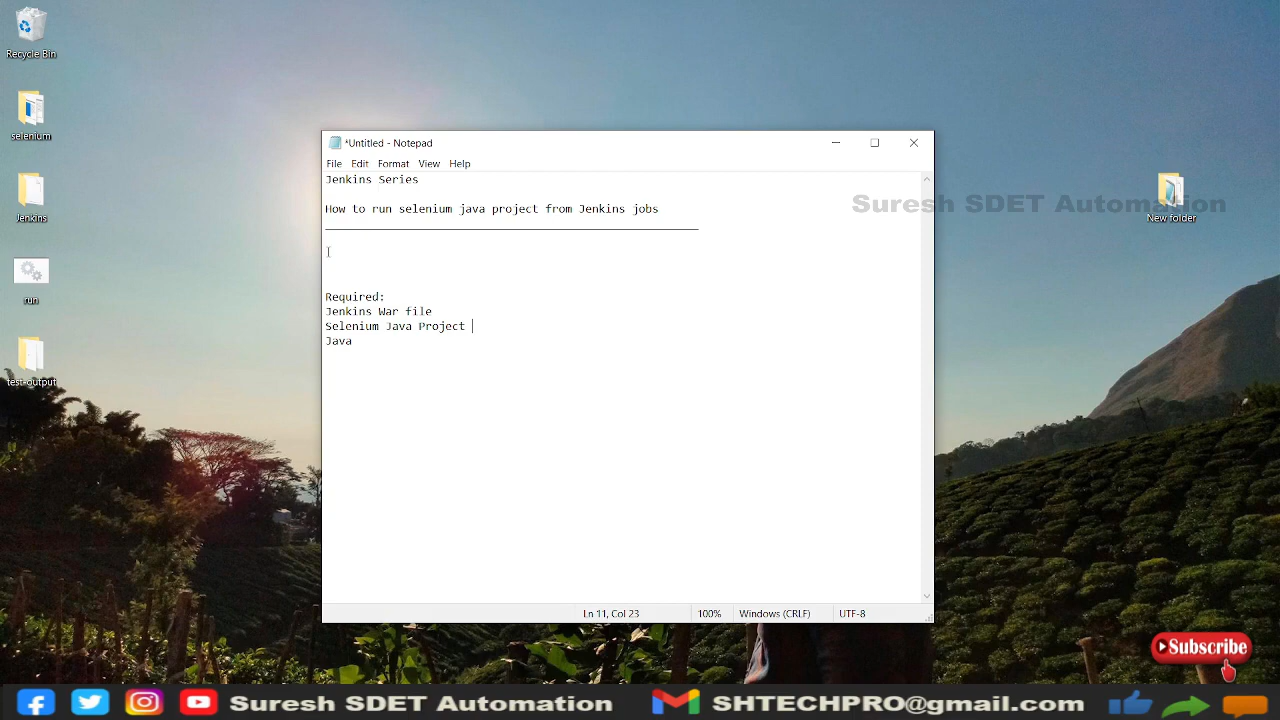 Recycle Bin
selenium
Jenkins
run
test-output
*Untitled - Notepad
File Edit Format View Help
Jenkins Series
How to run selenium java project from Jenkins jobs
Required:
Jenkins War file
Selenium Java Project
Java
Ln 11, Col 23
100%
Windows (CRLF)
UTF-8
Suresh SDET Automation
New folder
Subscribe
Suresh SDET Automation
SHTECHPRO@gmail.com